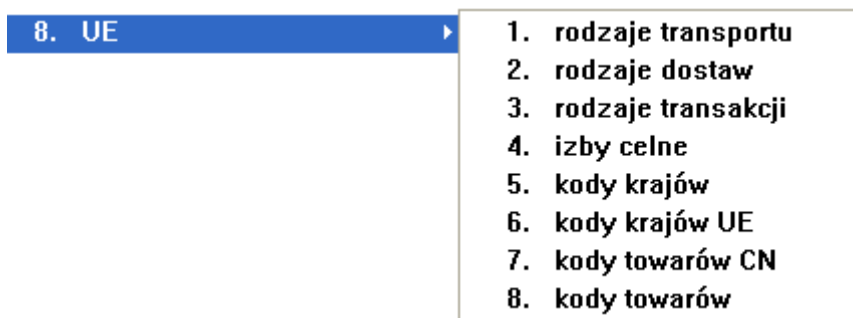 8. UE
1. rodzaje transportu
2. rodzaje dostaw
3. rodzaje transakcji
4. izby celne
5. kody krajów
6. kody krajów UE
7. kody towarów CN
8. kody towarów